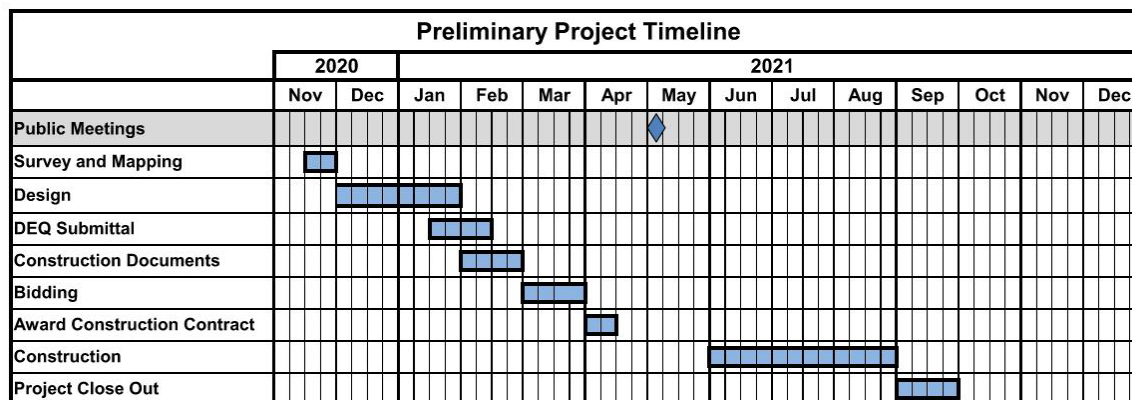 Preliminary Project Timeline
2020 2021
Nov Dec Jan Feb Mar Apr May Jun Jul Aug Sep Oct Nov Dec
Public Meetings
Survey and Mapping
Design
DEQ Submittal
Construction Documents
Bidding
Award Construction Contract
Construction
Project Close Out